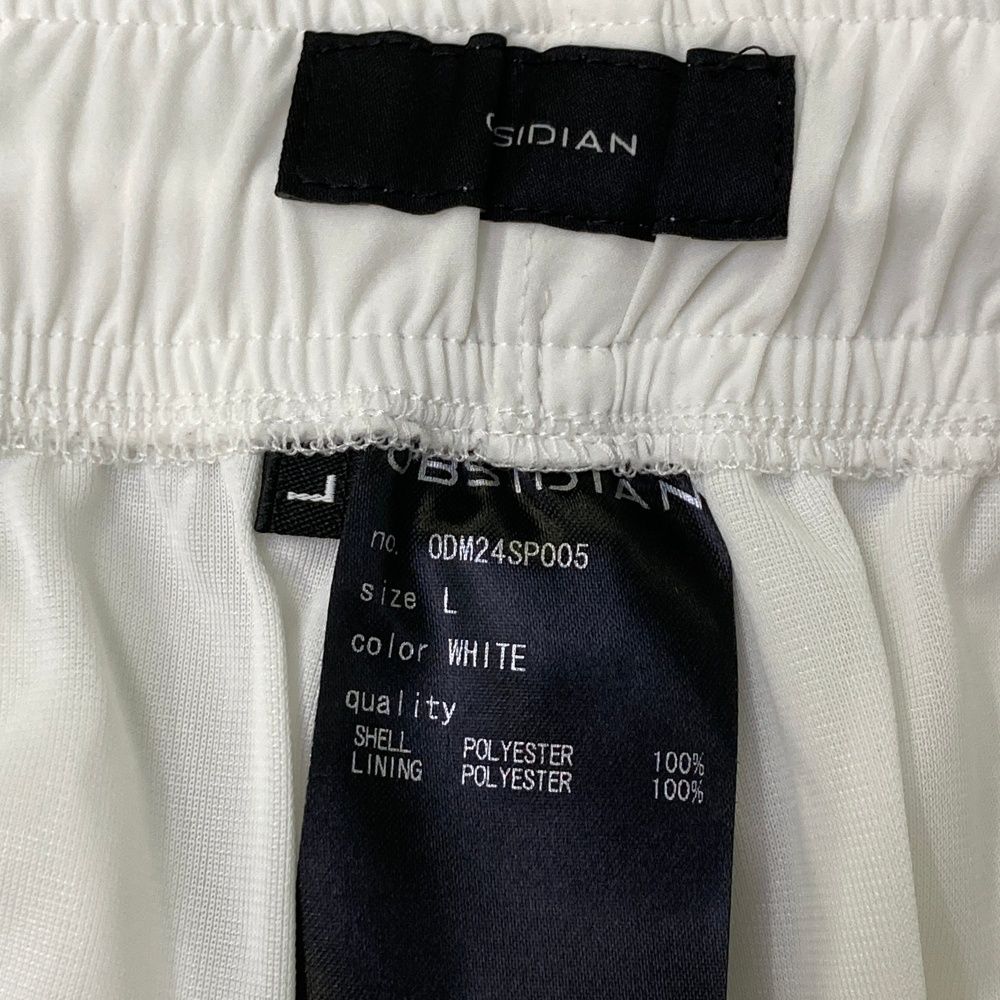 SIDIAN
L
OBSIDIAN
no. ODM24SP005
size L
color WHITE
quality
SHELL POLYESTER 100%
LINING POLYESTER 100%